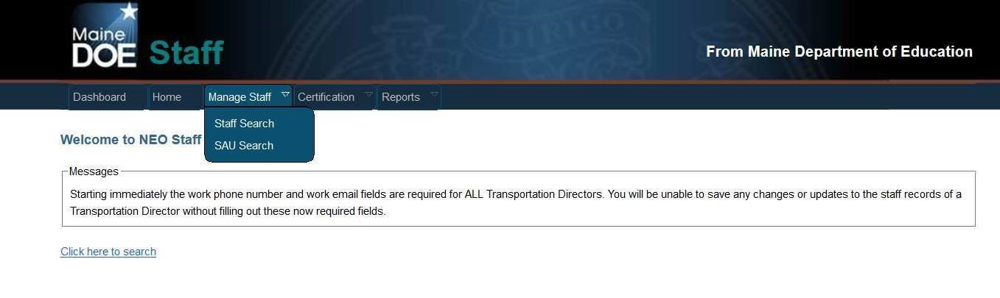 Maine
DOE
Staff
DIRIGO
From Maine Department of Education
Dashboard Home Manage Staff Certification Reports
Staff Search
SAU Search
Welcome to NEO Staff
Messages
Starting immediately the work phone number and work email fields are required for ALL Transportation Directors. You will be unable to save any changes or updates to the staff records of a
Transportation Director without filling out these now required fields.
Click here to search